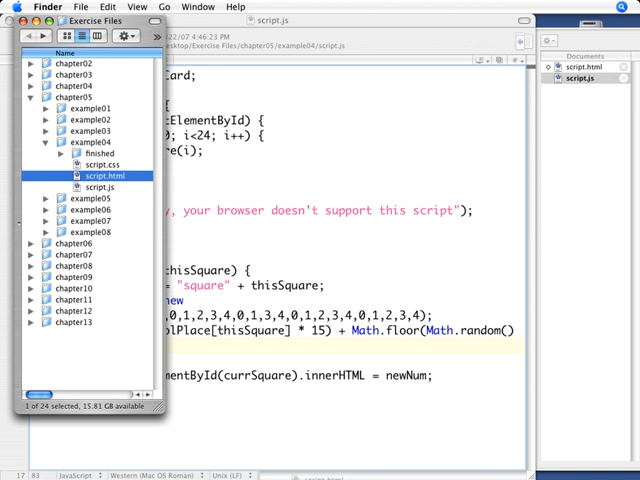 Finder File Edit View Go Window Help
Exercise Files
script.js
/22/07 4:46:23 PM
esktop/Exercise Files/chapter05/example04/script.js
Name
chapter02
chapter03
chapter04
chapter05
example01
example02
example03
example04
finished
script.css
script.html
script.js
example05
example06
example07
example08
chapter06
chapter07
chapter08
chapter09
chapter10
chapter11
chapter12
chapter13
1 of 24 selected, 15.81 GB available
Card;
{
tElementById) {
0; i<24; i++) {
re(i);
y, your browser doesn't support this script");
thisSquare) {
= "square" + thisSquare;
new
,0,1,2,3,4,0,1,3,4,0,1,2,3,4,0,1,2,3,4);
olPlace[thisSquare] * 15) + Math.floor(Math.random()
mentById(currSquare).innerHTML = newNum;
Documents
script.html
script.js
17 83 JavaScript Western (Mac OS Roman) Unix (LF)